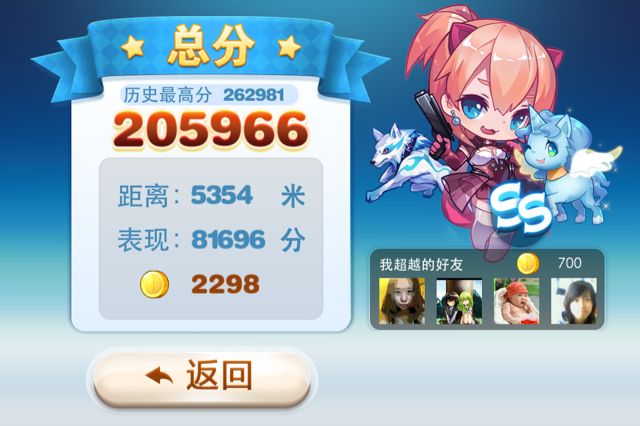 总分
历史最高分 262981
205966
距离：5354 米
表现：81696 分
2298
返回
SS
我超越的好友 700